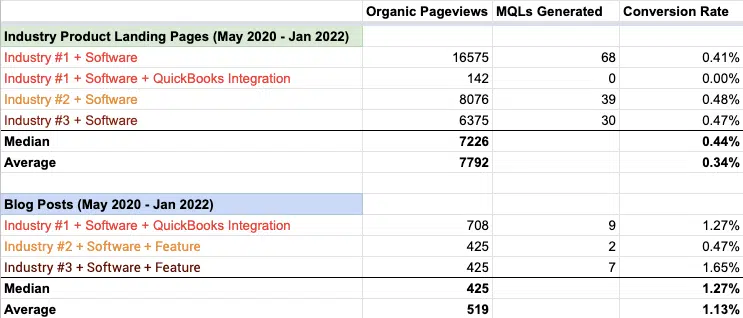 Organic Pageviews MQLs Generated Conversion Rate
Industry Product Landing Pages (May 2020 - Jan 2022)
Industry #1 + Software 16575 68 0.41%
Industry #1 + Software + QuickBooks Integration 142 0 0.00%
Industry #2 + Software 8076 39 0.48%
Industry #3 + Software 6375 30 0.47%
Median 7226 0.44%
Average 7792 0.34%
Blog Posts (May 2020 - Jan 2022)
Industry #1 + Software + QuickBooks Integration 708 9 1.27%
Industry #2 + Software + Feature 425 2 0.47%
Industry #3 + Software + Feature 425 7 1.65%
Median 425 1.27%
Average 519 1.13%